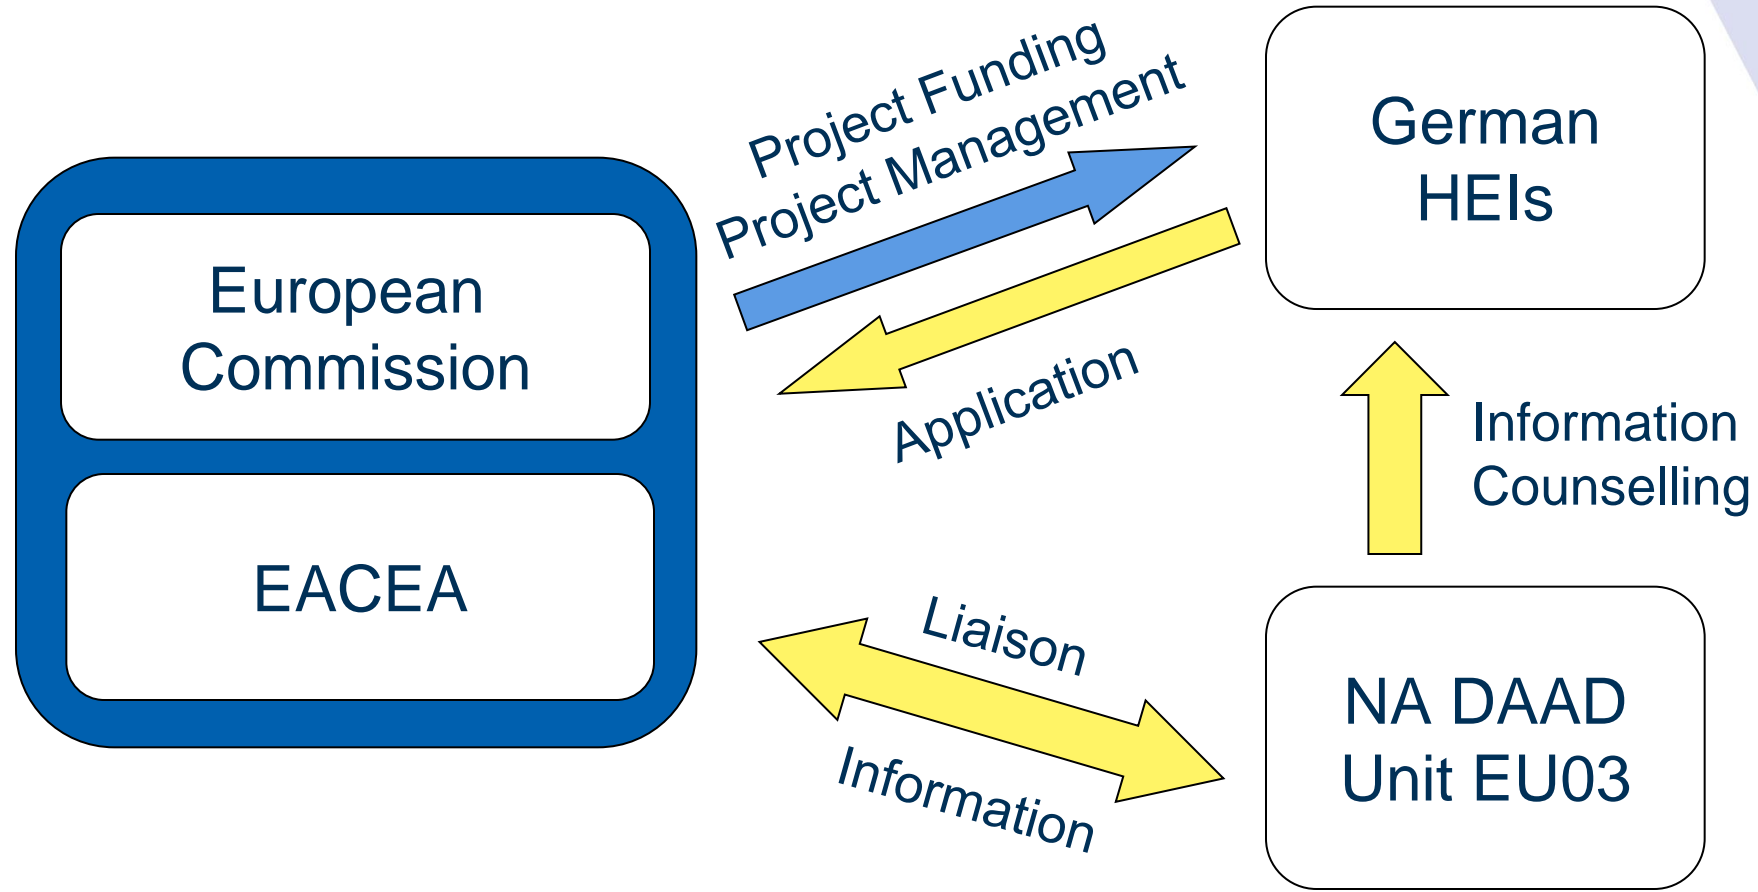 European
Commission
EACEA
Project Funding
Project Management
Application
Liaison
Information
German
HEIs
Information
Counselling
NA DAAD
Unit EU03